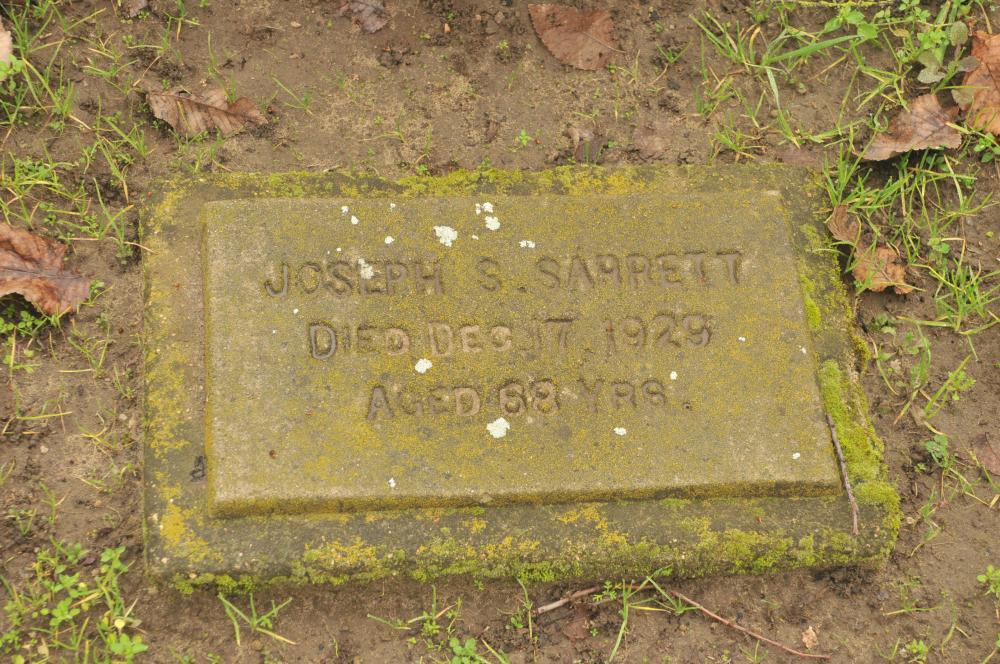 JOSEPH S. SARRETT
DIED DEC. 17. 1929
AGED 68 YRS.